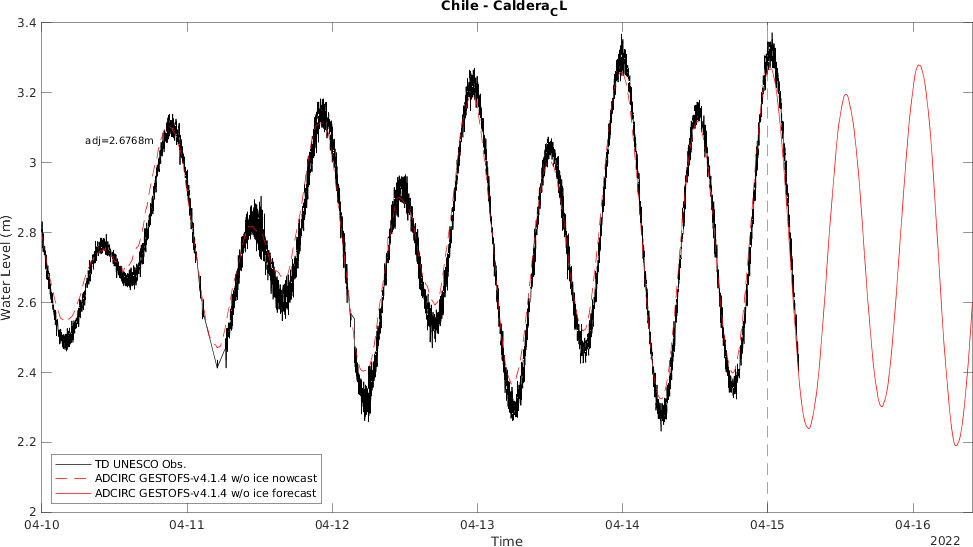 Chile - Caldera_CL
3.4
3.2
3
2.8
2.6
2.4
2.2
2
Water Level (m)
adj=2.6768m
TD UNESCO Obs.
ADCIRC GESTOFS-v4.1.4 w/o ice nowcast
ADCIRC GESTOFS-v4.1.4 w/o ice forecast
04-10 04-11 04-12 04-13 04-14 04-15 04-16
Time
2022